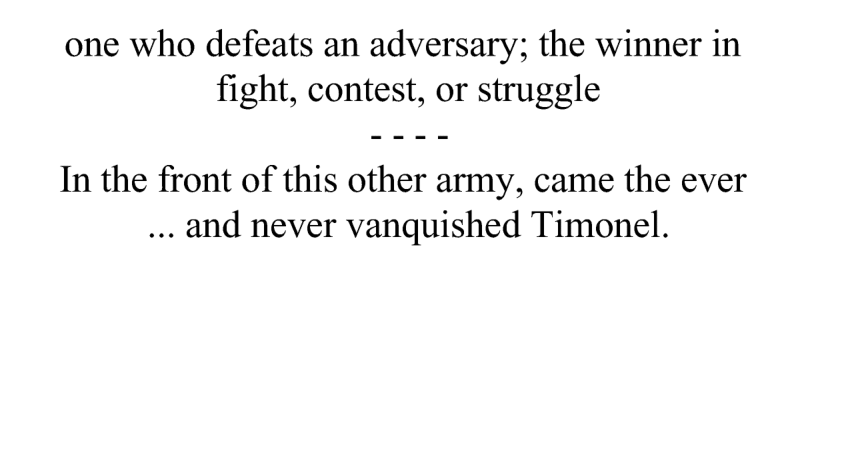 one who defeats an adversary; the winner in
fight, contest, or struggle
- - - -
In the front of this other army, came the ever
... and never vanquished Timonel.